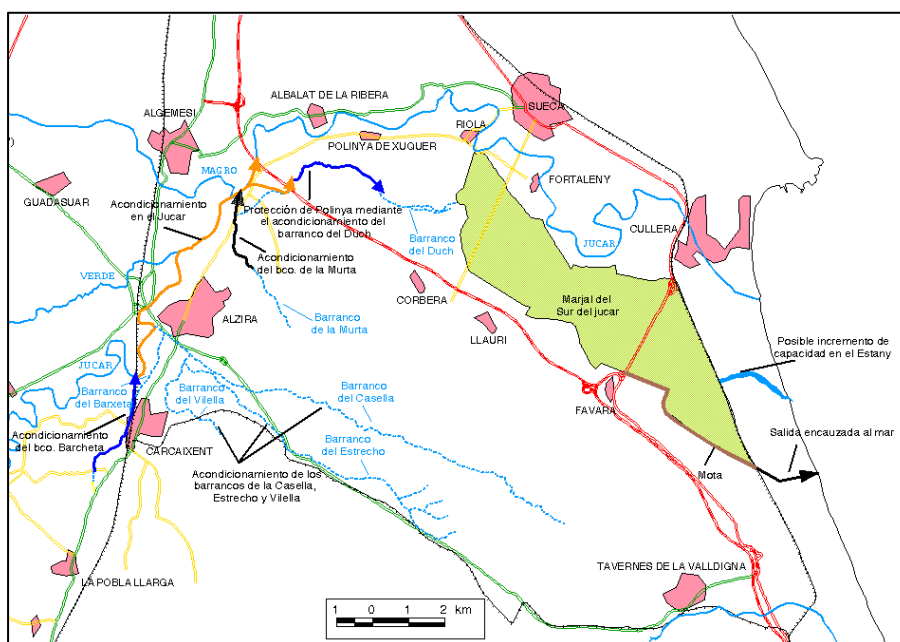 SUECA
ALBALAT DE LA RIBERA
ALGEMESI
RIOLA
POLINYA DE XUQUER
MAGRO
FORTALENY
GUADASUAR
Acondicionamiento
en el Jucar
Protección de Polinya mediante
el acondicionamiento del
barranco del Duch
Barranco
del Duch
JUCAR
CULLERA
Acondicionamiento
del bco. de la Murta
VERDE
CORBERA
Marjal del
Sur del jucar
ALZIRA
Barranco
de la Murta
LLAURI
Posible incremento de
capacidad en el Estany
JUCAR
Barranco
del Barxeta
Barranco
del Vilella
Barranco
del Casella
FAVARA
Acondicionamiento
del bco. Barcheta
CARCAIXENT
Barranco
del Estrecho
Salida encauzada al mar
Acondicionamiento de los
barrancos de la Casella,
Estrecho y Vilella
Mota
LA POBLA LLARGA
TAVERNES DE LA VALLDIGNA
1 0 1 2 km